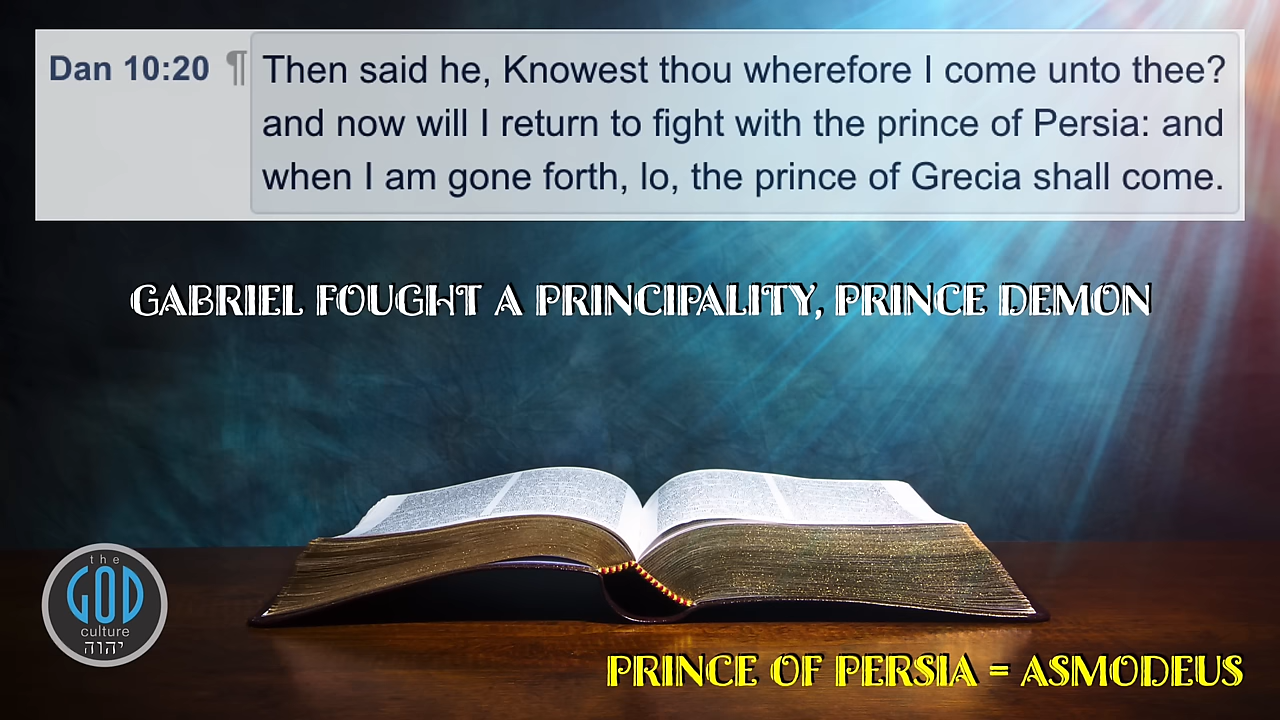 Dan 10:20 ¶ Then said he, Knowest thou wherefore I come unto thee?
and now will I return to fight with the prince of Persia: and
when I am gone forth, lo, the prince of Grecia shall come.
GABRIEL FOUGHT A PRINCIPALITY, PRINCE DEMON
the
GOD
culture
יהוה
PRINCE OF PERSIA = ASMODEUS